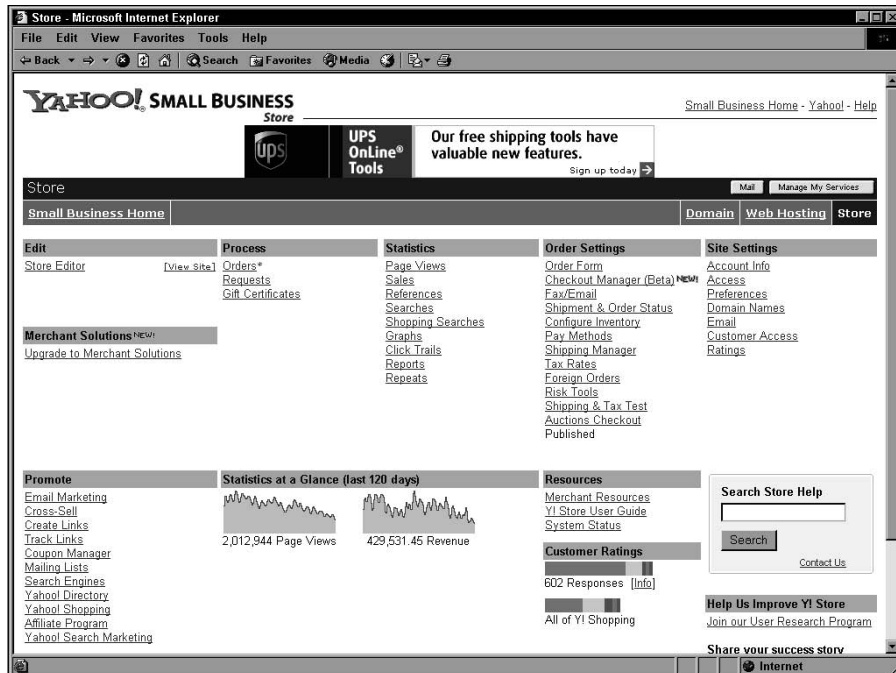 Store - Microsoft Internet Explorer
File Edit View Favorites Tools Help
Back Search Favorites Media
YAHOO! SMALL BUSINESS
Store
Small Business Home - Yahoo! - Help
ups
UPS
OnLine®
Tools
Our free shipping tools have
valuable new features.
Sign up today
Store
Mail Manage My Services
Small Business Home Domain Web Hosting Store
Edit
Store Editor [View Site]
Merchant Solutions NEW!
Upgrade to Merchant Solutions
Process
Orders*
Requests
Gift Certificates
Statistics
Page Views
Sales
References
Searches
Shopping Searches
Graphs
Click Trails
Reports
Repeats
Order Settings
Order Form
Checkout Manager (Beta) NEW!
Fax/Email
Shipment & Order Status
Configure Inventory
Pay Methods
Shipping Manager
Tax Rates
Foreign Orders
Risk Tools
Shipping & Tax Test
Auctions Checkout
Published
Site Settings
Account Info
Access
Preferences
Domain Names
Email
Customer Access
Ratings
Promote
Email Marketing
Cross-Sell
Create Links
Track Links
Coupon Manager
Mailing Lists
Search Engines
Yahoo! Directory
Yahoo! Shopping
Affiliate Program
Yahoo! Search Marketing
Statistics at a Glance (last 120 days)
2,012,944 Page Views 429,531.45 Revenue
Resources
Merchant Resources
Y! Store User Guide
System Status
Customer Ratings
602 Responses [Info]
All of Y! Shopping
Search Store Help
Search
Contact Us
Help Us Improve Y! Store
Join our User Research Program
Share your success story
Internet